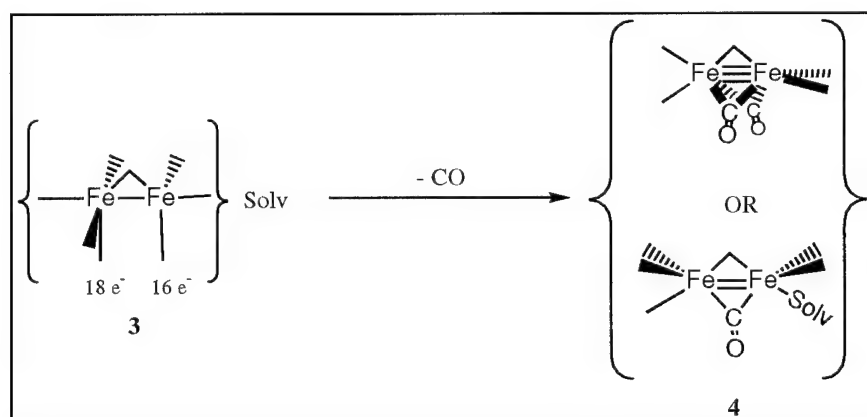 Fe Fe
C C
O O
- CO
Fe Fe Solv
OR
18 e⁻ 16 e⁻
3
Fe Fe
Solv
C
O
4